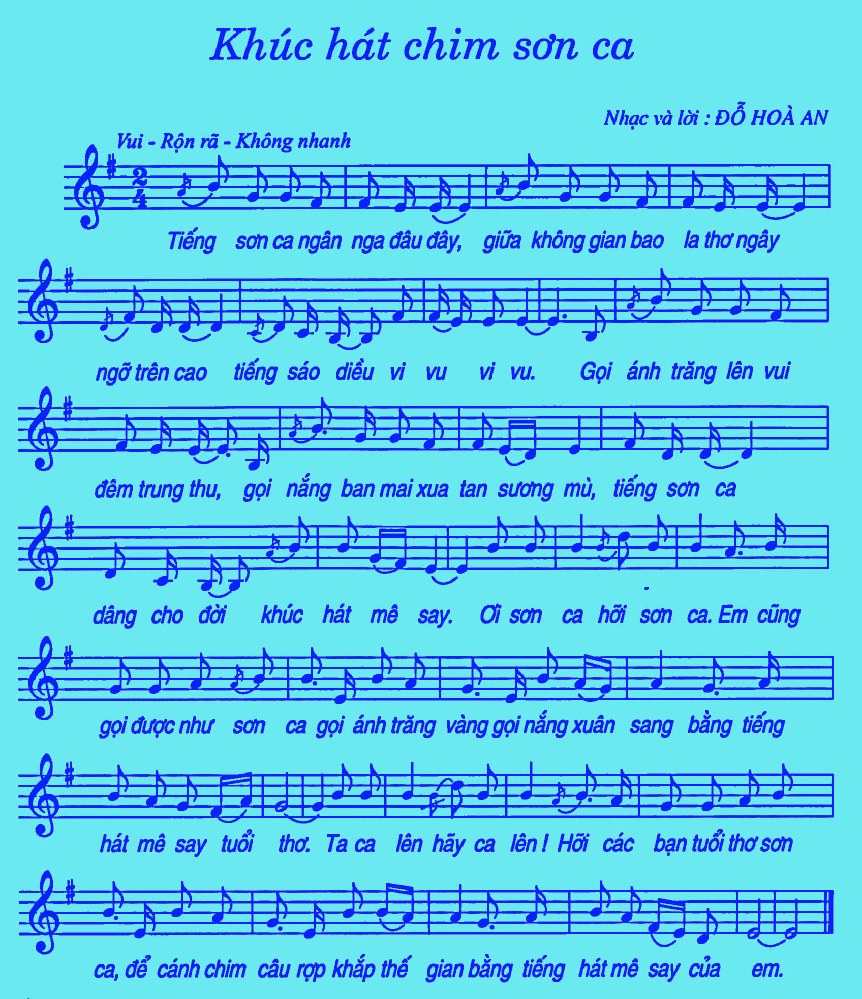 Khúc hát chim sơn ca
Nhạc và lời : ĐỖ HOÀ AN
Vui - Rộn rã - Không nhanh
2
4
Tiếng sơn ca ngân nga đâu đây, giữa không gian bao la thơ ngây
ngỡ trên cao tiếng sáo diều vi vu vi vu. Gọi ánh trăng lên vui
đêm trung thu, gọi nắng ban mai xua tan sương mù, tiếng sơn ca
dâng cho đời khúc hát mê say. Ơi sơn ca hỡi sơn ca. Em cũng
gọi được như sơn ca gọi ánh trăng vàng gọi nắng xuân sang bằng tiếng
hát mê say tuổi thơ. Ta ca lên hãy ca lên ! Hỡi các bạn tuổi thơ sơn
ca, để cánh chim câu rợp khắp thế gian bằng tiếng hát mê say của em.